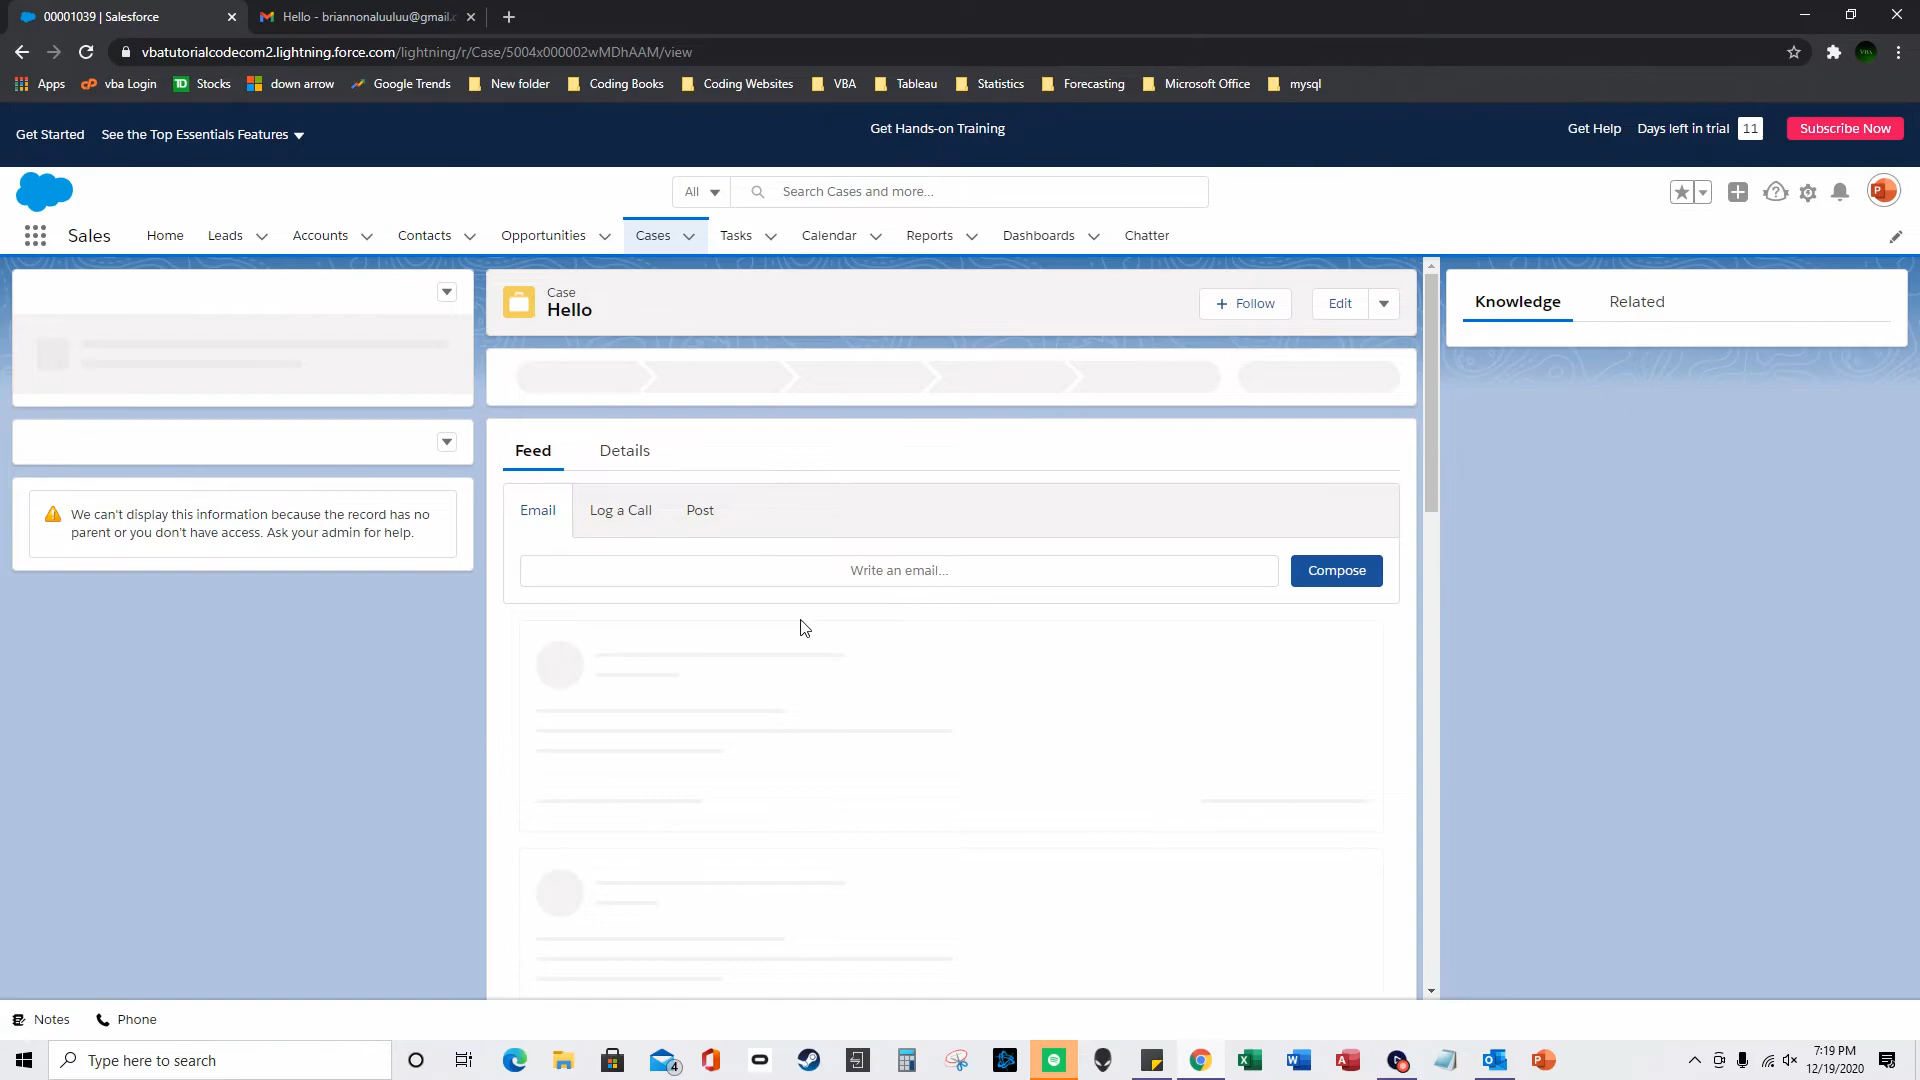 00001039 | Salesforce
Hello - briannonaluuluu@gmail.c
vbatutorialcodecom2.lightning.force.com/lightning/r/Case/5004x000002wMDhAAM/view
Apps
vba Login
Stocks
down arrow
Google Trends
New folder
Coding Books
Coding Websites
VBA
Tableau
Statistics
Forecasting
Microsoft Office
mysql
Get Started
See the Top Essentials Features
Get Hands-on Training
Get Help
Days left in trial 11
Subscribe Now
All
Search Cases and more...
Sales
Home
Leads
Accounts
Contacts
Opportunities
Cases
Tasks
Calendar
Reports
Dashboards
Chatter
Case
Hello
+ Follow
Edit
Knowledge
Related
Feed
Details
We can't display this information because the record has no
parent or you don't have access. Ask your admin for help.
Email
Log a Call
Post
Write an email...
Compose
Notes
Phone
Type here to search
4
7:19 PM
12/19/2020